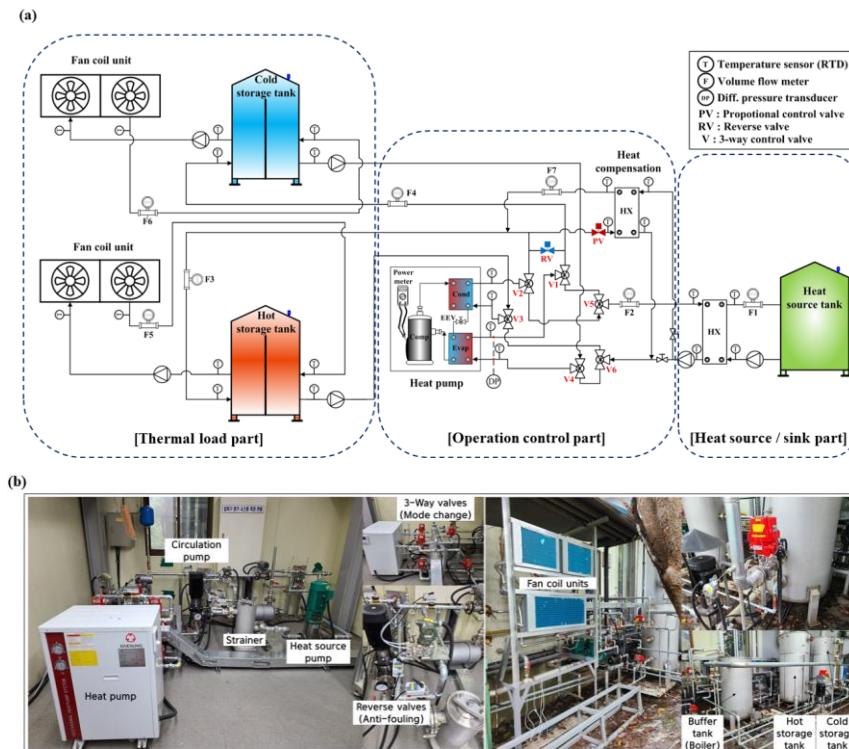 (a)
Fan coil unit
Cold
storage tank
F6
F4
F7
Heat
compensation
HX
PV
RV
T Temperature sensor (RTD)
F Volume flow meter
DP Diff. pressure transducer
PV : Propotional control valve
RV : Reverse valve
V : 3-way control valve
Fan coil unit
F3
F5
Hot
storage tank
Power
meter
Cond
EEV
Comp
Evap
Heat pump
DP
V2
V1
V3
V5
V4
V6
F2
HX
F1
Heat
source
tank
[Thermal load part]
[Operation control part]
[Heat source / sink part]
(b)
Circulation
pump
Strainer
Heat source
pump
Heat pump
3-Way valves
(Mode change)
Reverse valves
(Anti-fouling)
Fan coil units
Buffer
tank
(Boiler)
Hot
storage
tank
Cold
storage
tank